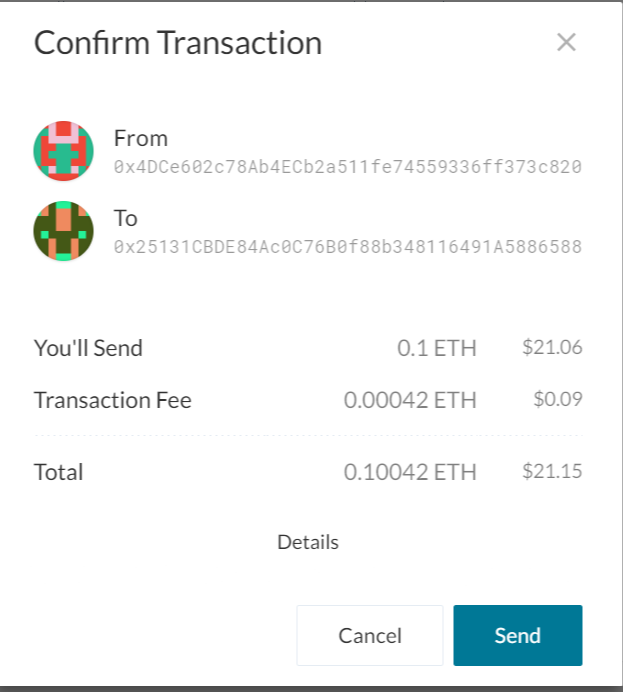 Confirm Transaction
From
0x4DCe602c78Ab4ECb2a511fe74559336ff373c820
To
0x25131CBDE84Ac0C76B0f88b348116491A5886588
You'll Send 0.1 ETH $21.06
Transaction Fee 0.00042 ETH $0.09
Total 0.10042 ETH $21.15
Details
Cancel Send